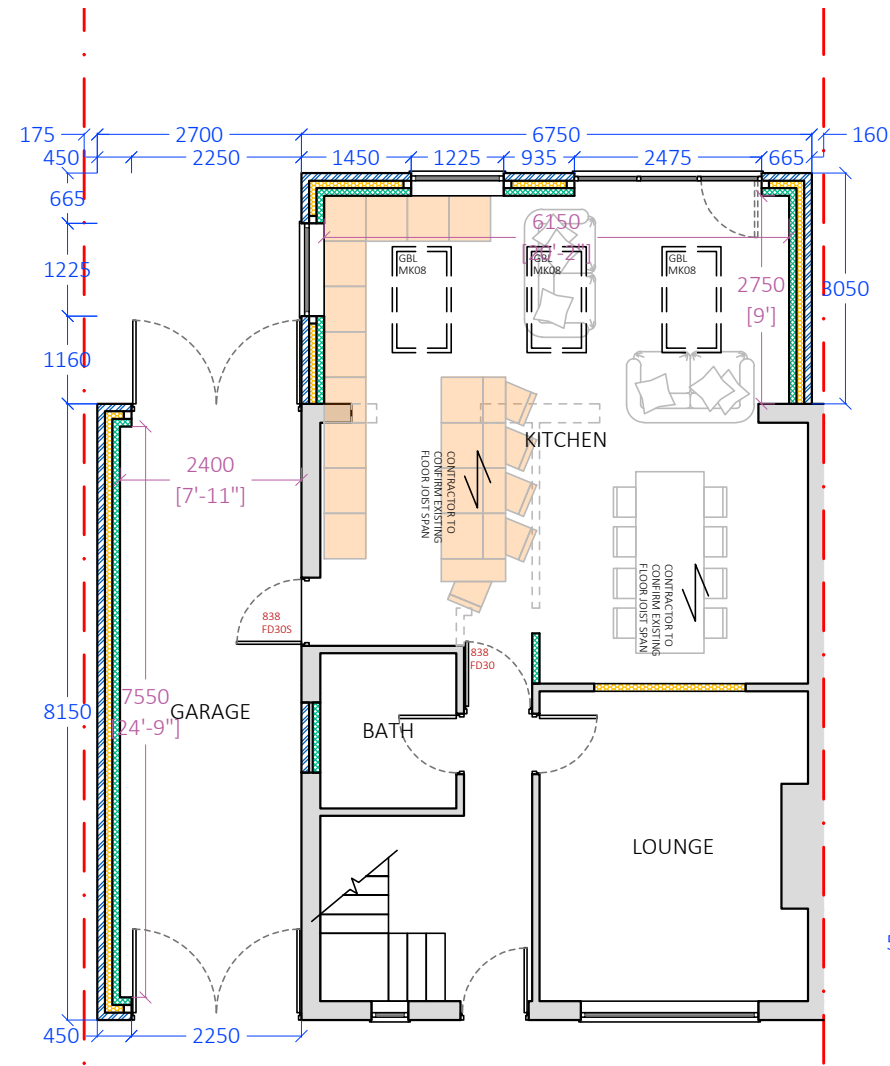 175
2700
6750
160
450
2250
1450
1225
935
2475
665
665
6150
[20'-2"]
GBL
MK08
GBL
MK08
GBL
MK08
1225
2750
[9']
3050
1160
KITCHEN
2400
[7'-11"]
CONTRACTOR TO
CONFIRM EXISTING
FLOOR JOIST SPAN
CONTRACTOR TO
CONFIRM EXISTING
FLOOR JOIST SPAN
838
FD30S
838
FD30
7550
[24'-9"]
8150
GARAGE
BATH
LOUNGE
450
2250